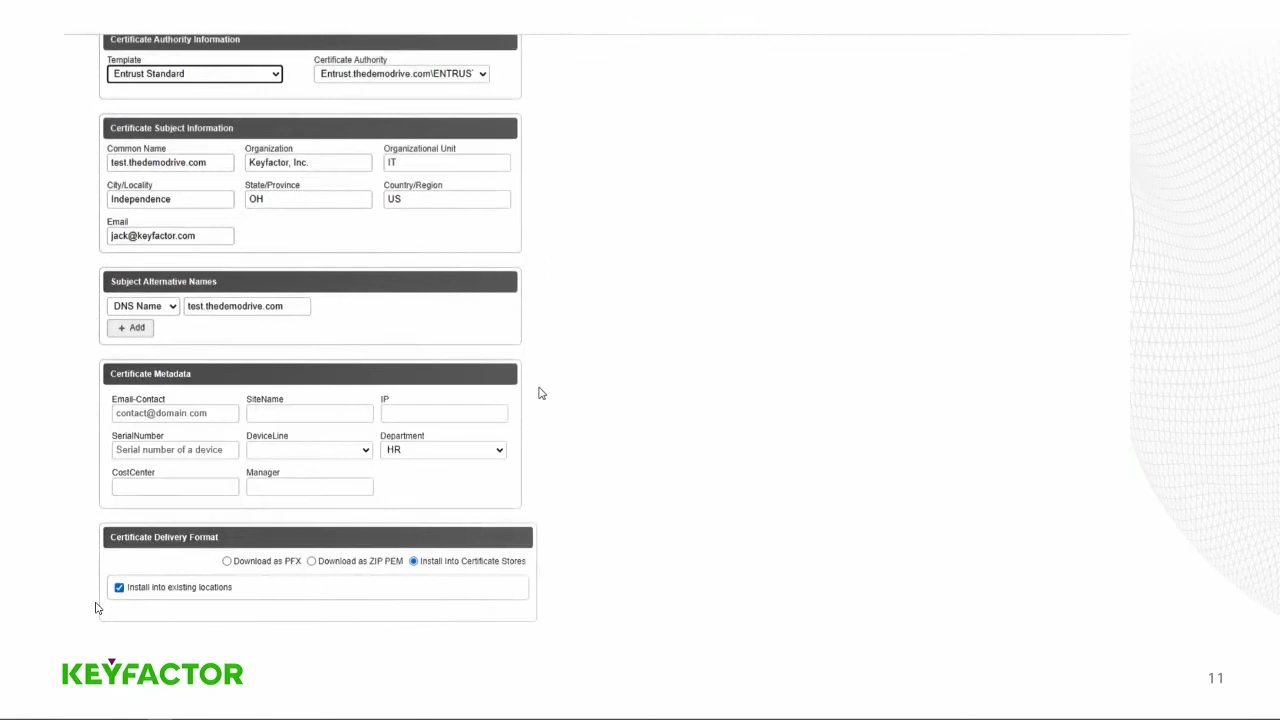 Certificate Authority Information
Template Certificate Authority
Entrust Standard Entrust.thedemodrive.com\ENTRUS
Certificate Subject Information
Common Name Organization Organizational Unit
test.thedemodrive.com Keyfactor, Inc. IT
City/Locality State/Province Country/Region
Independence OH US
Email
jack@keyfactor.com
Subject Alternative Names
DNS Name test.thedemodrive.com
+ Add
Certificate Metadata
Email-Contact SiteName IP
contact@domain.com
SerialNumber DeviceLine Department
Serial number of a device HR
CostCenter Manager
Certificate Delivery Format
Download as PFX Download as ZIP PEM Install into Certificate Stores
Install into existing locations
KEYFACTOR
11